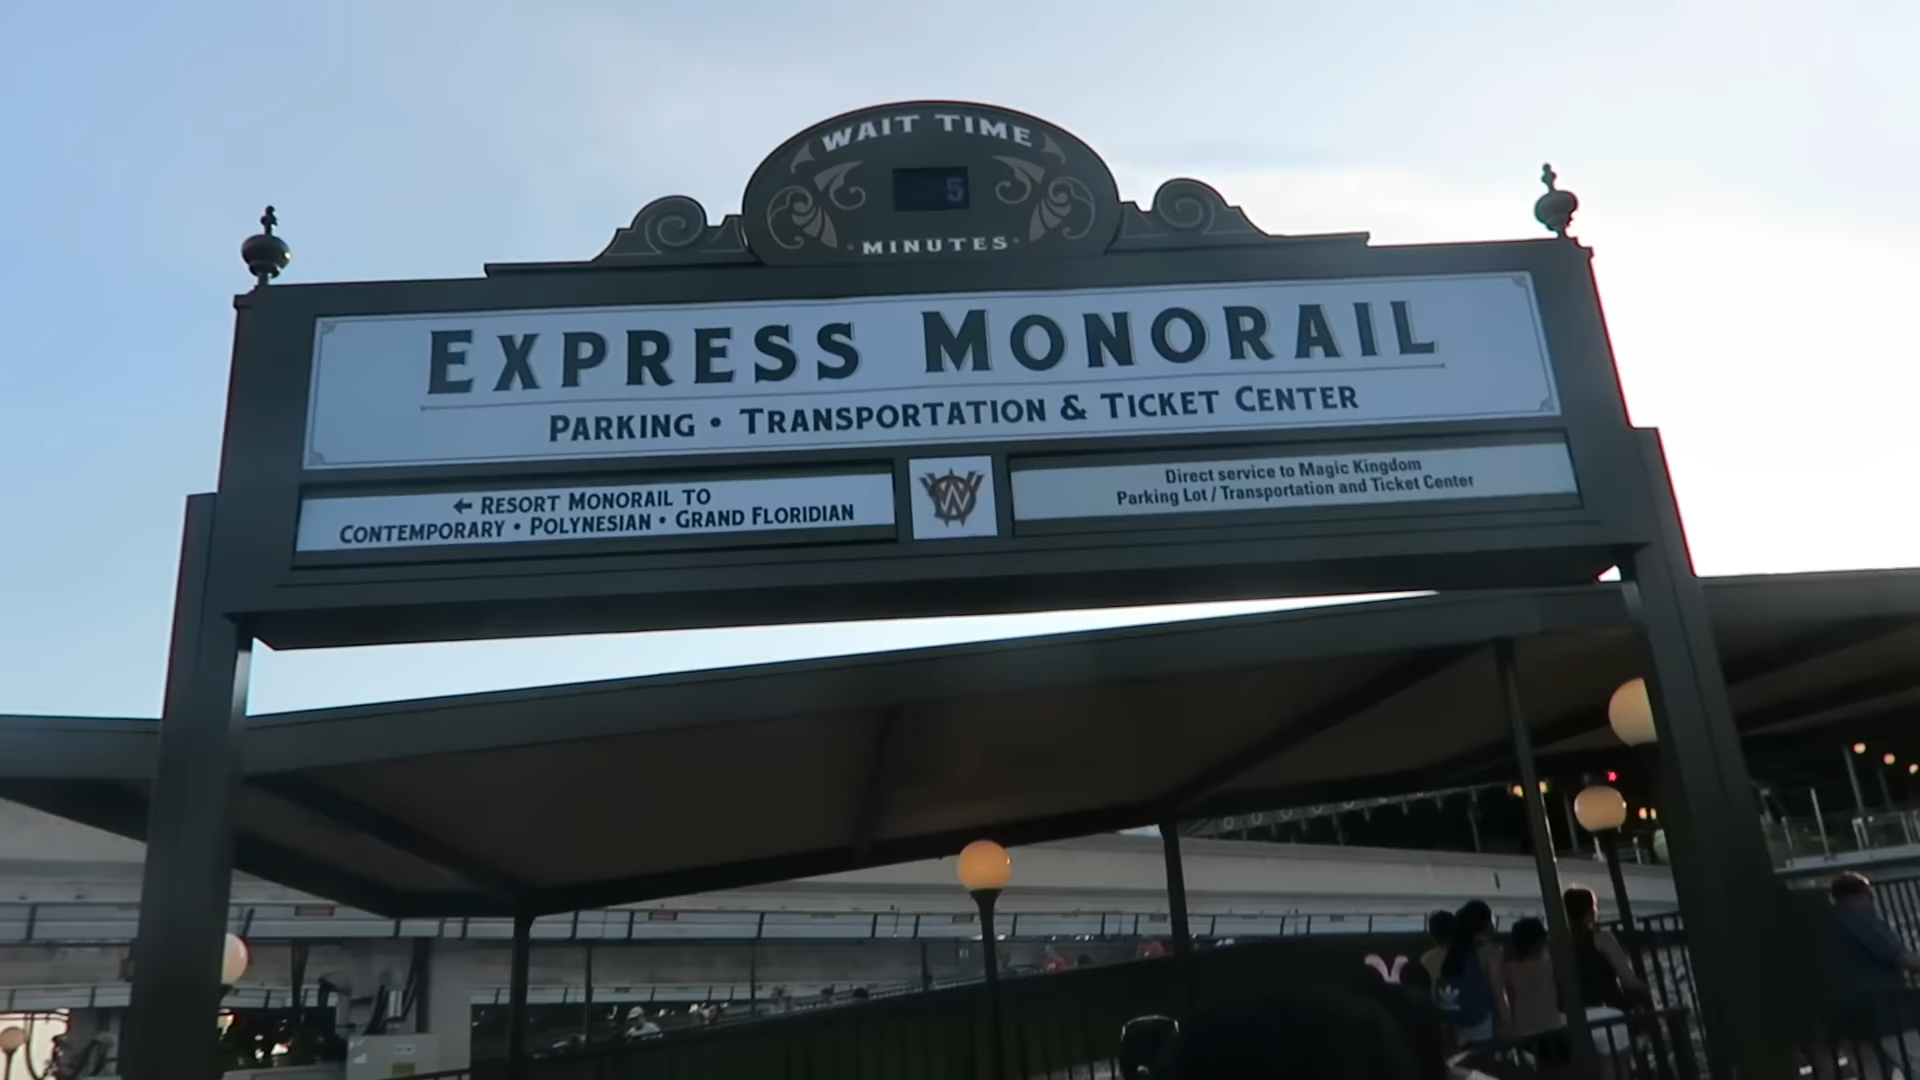 WAIT TIME
5
MINUTES
EXPRESS MONORAIL
PARKING • TRANSPORTATION & TICKET CENTER
← RESORT MONORAIL TO
CONTEMPORARY • POLYNESIAN • GRAND FLORIDIAN
W
Direct service to Magic Kingdom
Parking Lot / Transportation and Ticket Center